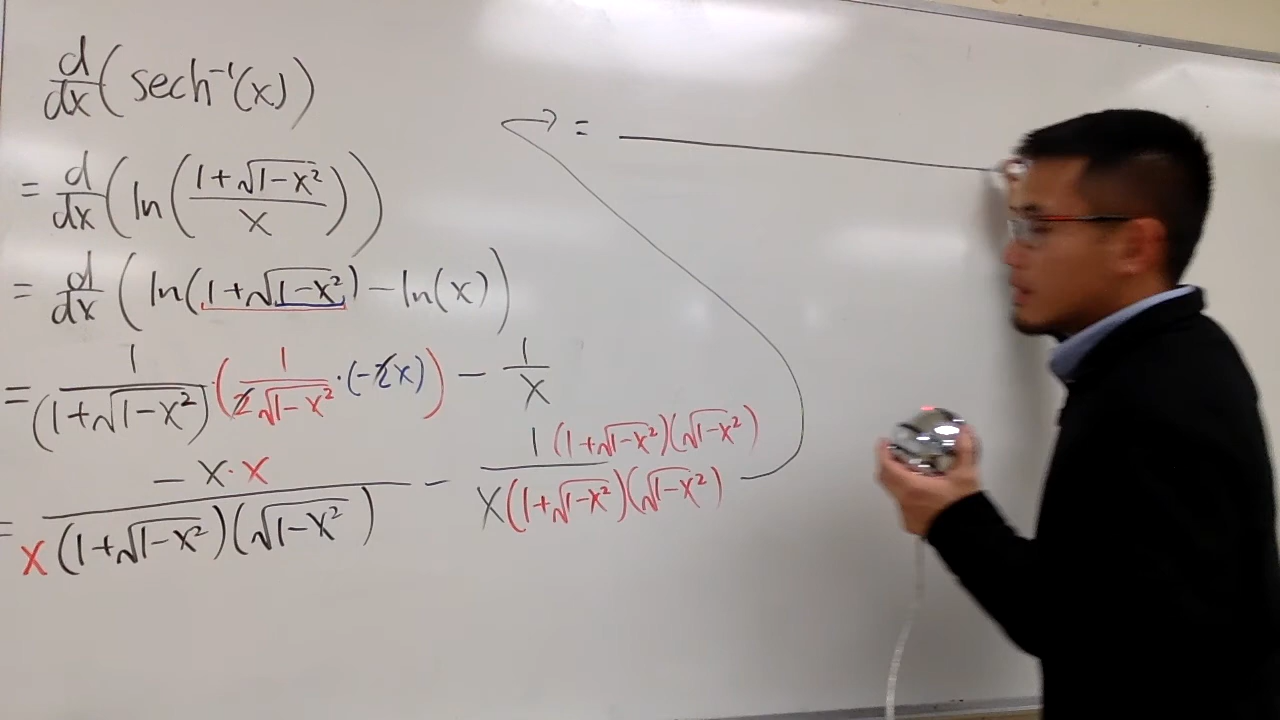 d/dx (sech⁻¹(x))
= d/dx (ln((1+√(1-x²))/x))
= d/dx (ln(1+√(1-x²)) - ln(x))
= 1/(1+√(1-x²)) · (1/(2√(1-x²)) · (-2x)) - 1/x
= (-x·x)/(x(1+√(1-x²))(√(1-x²))) - (1(1+√(1-x²))(√(1-x²)))/(x(1+√(1-x²))(√(1-x²)))
→ =